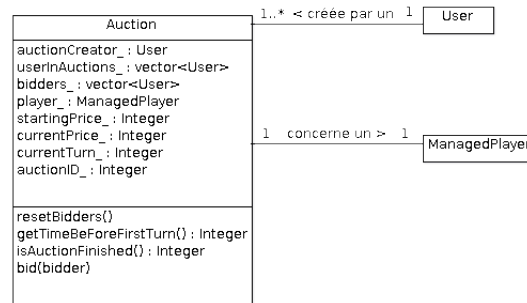 Auction
1..* < créée par un 1
User
auctionCreator_ : User
userInAuctions_ : vector<User>
bidders_ : vector<User>
player_ : ManagedPlayer
startingPrice_ : Integer
currentPrice_ : Integer
currentTurn_ : Integer
auctionID_ : Integer
1 concerne un > 1
ManagedPlayer
resetBidders()
getTimeBeForeFirstTurn() : Integer
isAuctionFinished() : Integer
bid(bidder)